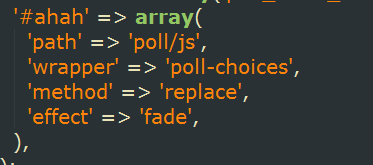 '#ahah' => array(
'path' => 'poll/js',
'wrapper' => 'poll-choices',
'method' => 'replace',
'effect' => 'fade',
),